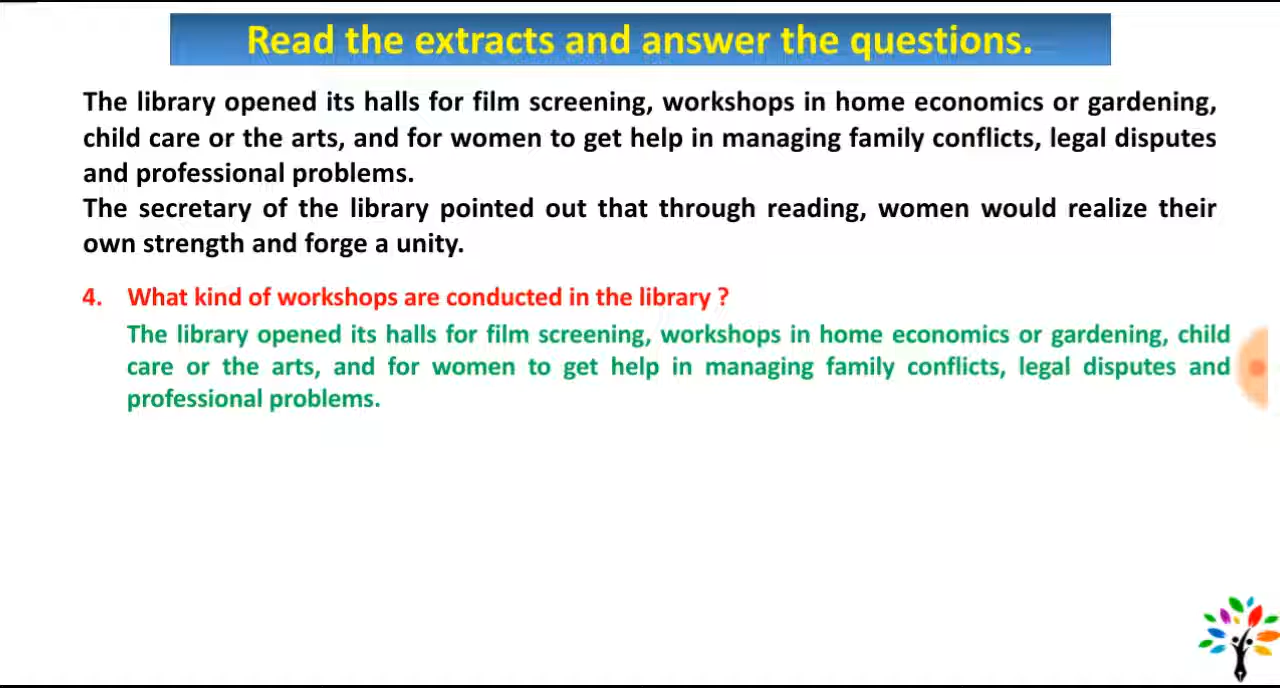 Read the extracts and answer the questions.
The library opened its halls for film screening, workshops in home economics or gardening,
child care or the arts, and for women to get help in managing family conflicts, legal disputes
and professional problems.
The secretary of the library pointed out that through reading, women would realize their
own strength and forge a unity.
4. What kind of workshops are conducted in the library ?
The library opened its halls for film screening, workshops in home economics or gardening, child
care or the arts, and for women to get help in managing family conflicts, legal disputes and
professional problems.